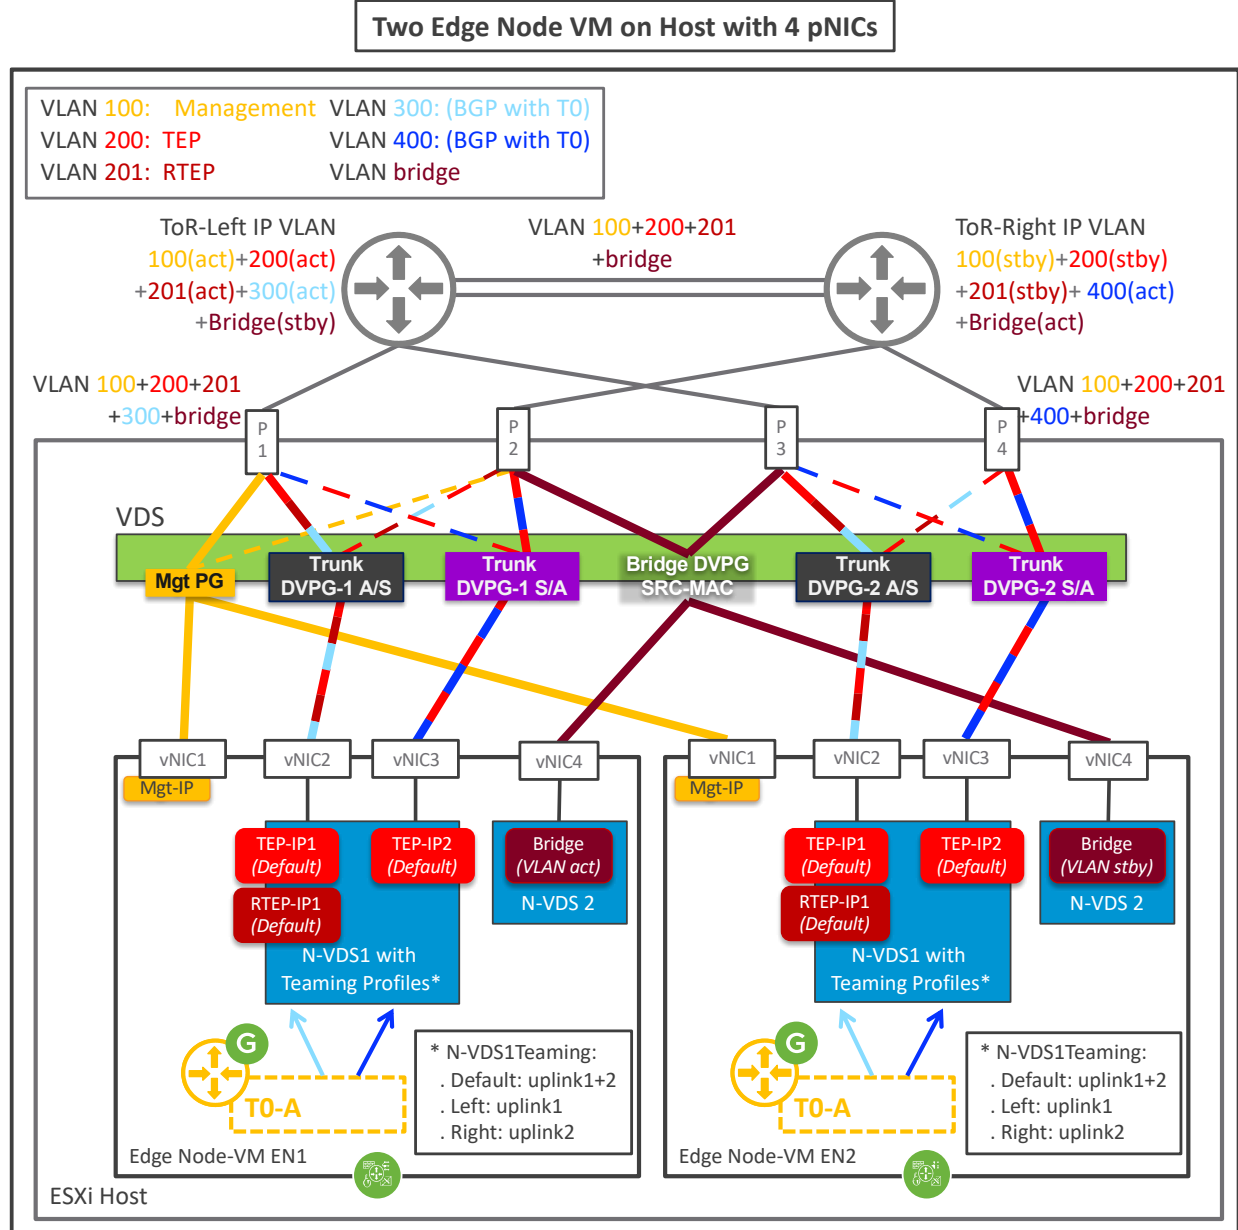 Two Edge Node VM on Host with 4 pNICs
VLAN 100: Management VLAN 300: (BGP with T0)
VLAN 200: TEP VLAN 400: (BGP with T0)
VLAN 201: RTEP VLAN bridge
ToR-Left IP VLAN
100(act)+200(act)
+201(act)+300(act)
+Bridge(stby)
VLAN 100+200+201
+bridge
ToR-Right IP VLAN
100(stby)+200(stby)
+201(stby)+ 400(act)
+Bridge(act)
VLAN 100+200+201
+300+bridge
VLAN 100+200+201
+400+bridge
P
1
P
2
P
3
P
4
VDS
Mgt PG
Trunk
DVPG-1 A/S
Trunk
DVPG-1 S/A
Bridge DVPG
SRC-MAC
Trunk
DVPG-2 A/S
Trunk
DVPG-2 S/A
vNIC1
vNIC2
vNIC3
vNIC4
Mgt-IP
TEP-IP1
(Default)
TEP-IP2
(Default)
Bridge
(VLAN act)
RTEP-IP1
(Default)
N-VDS 2
N-VDS1 with
Teaming Profiles*
G
T0-A
* N-VDS1Teaming:
. Default: uplink1+2
. Left: uplink1
. Right: uplink2
Edge Node-VM EN1
vNIC1
vNIC2
vNIC3
vNIC4
Mgt-IP
TEP-IP1
(Default)
TEP-IP2
(Default)
Bridge
(VLAN stby)
RTEP-IP1
(Default)
N-VDS 2
N-VDS1 with
Teaming Profiles*
G
T0-A
* N-VDS1Teaming:
. Default: uplink1+2
. Left: uplink1
. Right: uplink2
Edge Node-VM EN2
ESXi Host